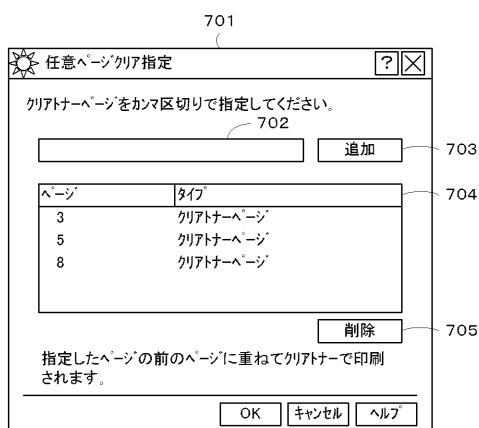 701
任意ページクリア指定 ?
クリアトナーページをカンマ区切りで指定してください。
702
追加 703
704
ページ タイプ
3 クリアトナーページ
5 クリアトナーページ
8 クリアトナーページ
削除 705
指定したページの前のページに重ねてクリアトナーで印刷
されます。
OK キャンセル ヘルプ